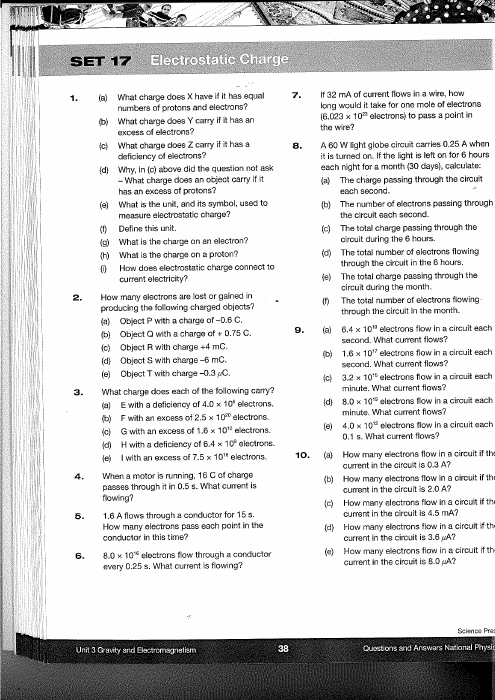 SET 17 Electrostatic Charge
1. (a) What charge does X have if it has equal
numbers of protons and electrons?
(b) What charge does Y carry if it has an
excess of electrons?
(c) What charge does Z carry if it has a
deficiency of electrons?
(d) Why, in (c) above did the question not ask
– What charge does an object carry if it
has an excess of protons?
(e) What is the unit, and its symbol, used to
measure electrostatic charge?
(f) Define this unit.
(g) What is the charge on an electron?
(h) What is the charge on a proton?
(i) How does electrostatic charge connect to
current electricity?
2. How many electrons are lost or gained in
producing the following charged objects?
(a) Object P with a charge of –0.6 C.
(b) Object Q with a charge of + 0.75 C.
(c) Object R with charge +4 mC.
(d) Object S with charge –6 mC.
(e) Object T with charge –0.3 μC.
3. What charge does each of the following carry?
(a) E with a deficiency of 4.0 × electrons.
(b) F with an excess of 2.5 × 10²⁰ electrons.
(c) G with an excess of 1.6 × electrons.
(d) H with a deficiency of 6.4 × electrons.
(e) I with an excess of 7.5 × electrons.
4. When a motor is running, 16 C of charge
passes through it in 0.5 s. What current is
flowing?
5. 1.6 A flows through a conductor for 15 s.
How many electrons pass each point in the
conductor in this time?
6. 8.0 × electrons flow through a conductor
every 0.25 s. What current is flowing?
7. If 32 mA of current flows in a wire, how
long would it take for one mole of electrons
(6.023 × 10²³ electrons) to pass a point in
the wire?
8. A 60 W light globe circuit carries 0.25 A when
it is turned on. If the light is left on for 6 hours
each night for a month (30 days), calculate:
(a) The charge passing through the circuit
each second.
(b) The number of electrons passing through
the circuit each second.
(c) The total charge passing through the
circuit during the 6 hours.
(d) The total number of electrons flowing
through the circuit in the 6 hours.
(e) The total charge passing through the
circuit during the month.
(f) The total number of electrons flowing
through the circuit in the month.
9. (a) 6.4 × 10¹⁹ electrons flow in a circuit each
second. What current flows?
(b) 1.6 × 10¹⁷ electrons flow in a circuit each
second. What current flows?
(c) 3.2 × electrons flow in a circuit each
minute. What current flows?
(d) 8.0 × electrons flow in a circuit each
minute. What current flows?
(e) 4.0 × electrons flow in a circuit each
0.1 s. What current flows?
10. (a) How many electrons flow in a circuit if the
current in the circuit is 0.3 A?
(b) How many electrons flow in a circuit if the
current in the circuit is 2.0 A?
(c) How many electrons flow in a circuit if the
current in the circuit is 4.5 mA?
(d) How many electrons flow in a circuit if the
current in the circuit is 3.6 μA?
(e) How many electrons flow in a circuit if the
current in the circuit is 8.0 μA?
Science Pres
Unit 3 Gravity and Electromagnetism 38 Questions and Answers National Physic